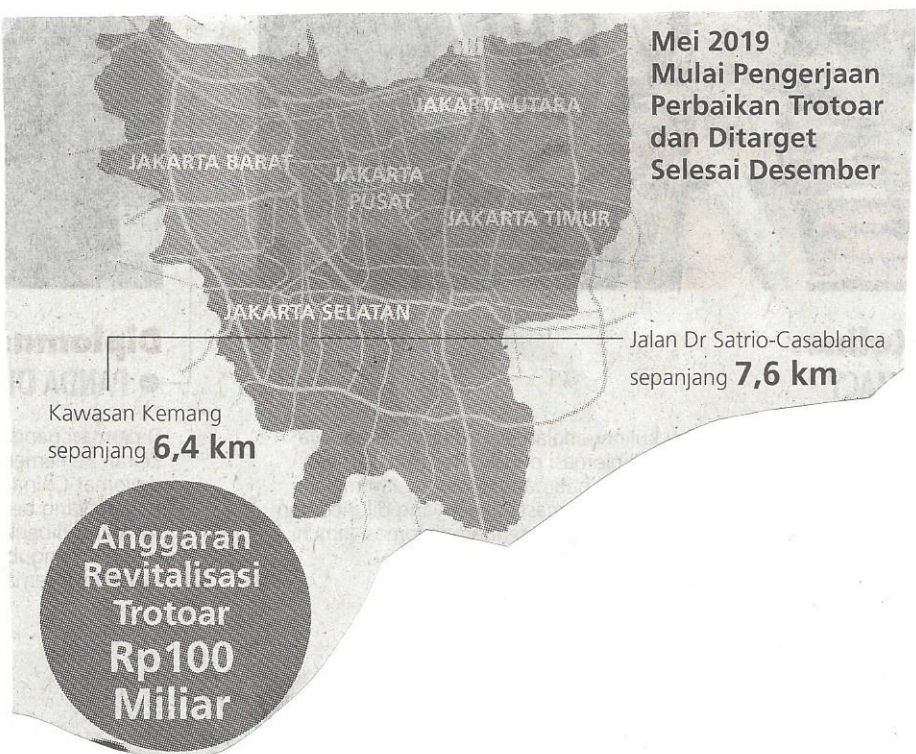 Mei 2019
Mulai Pengerjaan
Perbaikan Trotoar
dan Ditarget
Selesai Desember
JAKARTA UTARA
JAKARTA BARAT
JAKARTA
PUSAT
JAKARTA TIMUR
JAKARTA SELATAN
Jalan Dr Satrio-Casablanca
sepanjang 7,6 km
Kawasan Kemang
sepanjang 6,4 km
Anggaran
Revitalisasi
Trotoar
Rp100
Miliar